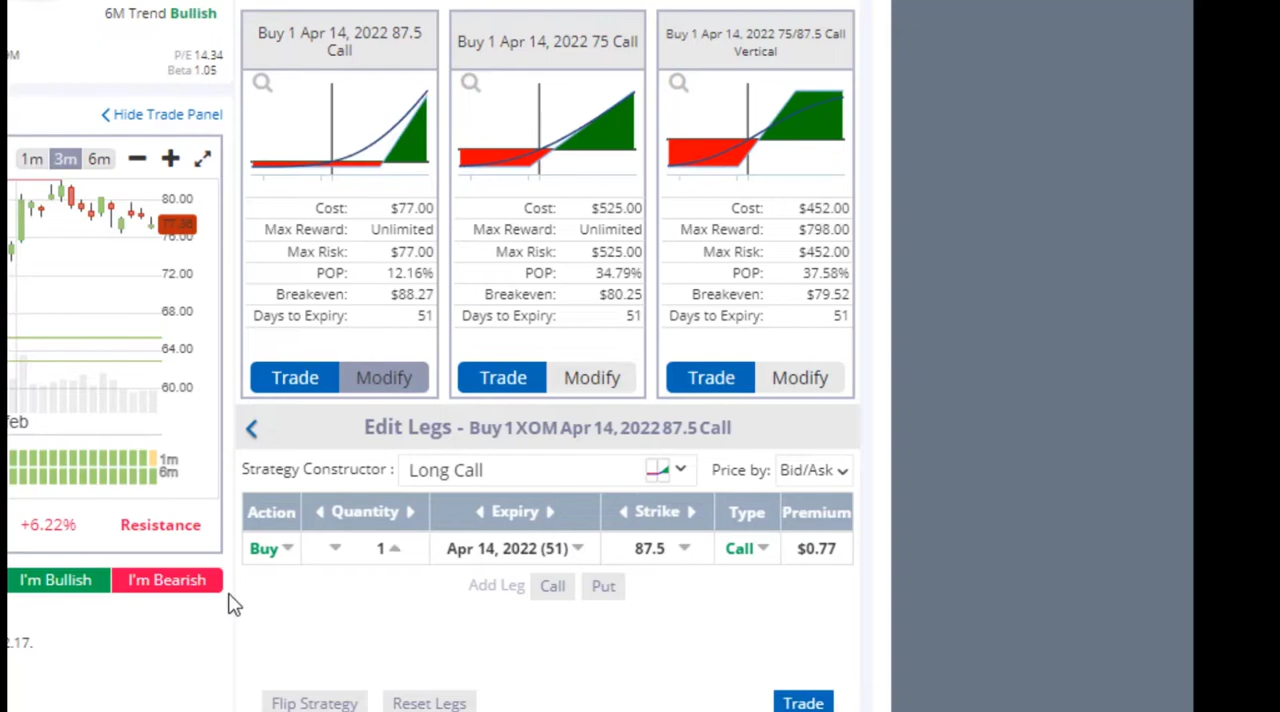 6M Trend Bullish
P/E 14.34
Beta 1.05
Hide Trade Panel
1m 3m 6m
80.00
76.00
72.00
68.00
64.00
60.00
1m
6m
+6.22% Resistance
I'm Bullish I'm Bearish
2.17.
Buy 1 Apr 14, 2022 87.5
Call
Cost: $77.00
Max Reward: Unlimited
Max Risk: $77.00
POP: 12.16%
Breakeven: $88.27
Days to Expiry: 51
Trade Modify
Buy 1 Apr 14, 2022 75 Call
Cost: $525.00
Max Reward: Unlimited
Max Risk: $525.00
POP: 34.79%
Breakeven: $80.25
Days to Expiry: 51
Trade Modify
Buy 1 Apr 14, 2022 75/87.5 Call
Vertical
Cost: $452.00
Max Reward: $798.00
Max Risk: $452.00
POP: 37.58%
Breakeven: $79.52
Days to Expiry: 51
Trade Modify
Edit Legs - Buy 1 XOM Apr 14, 2022 87.5 Call
Strategy Constructor : Long Call Price by: Bid/Ask
Action Quantity Expiry Strike Type Premium
Buy 1 Apr 14, 2022 (51) 87.5 Call $0.77
Add Leg Call Put
Flip Strategy Reset Legs Trade